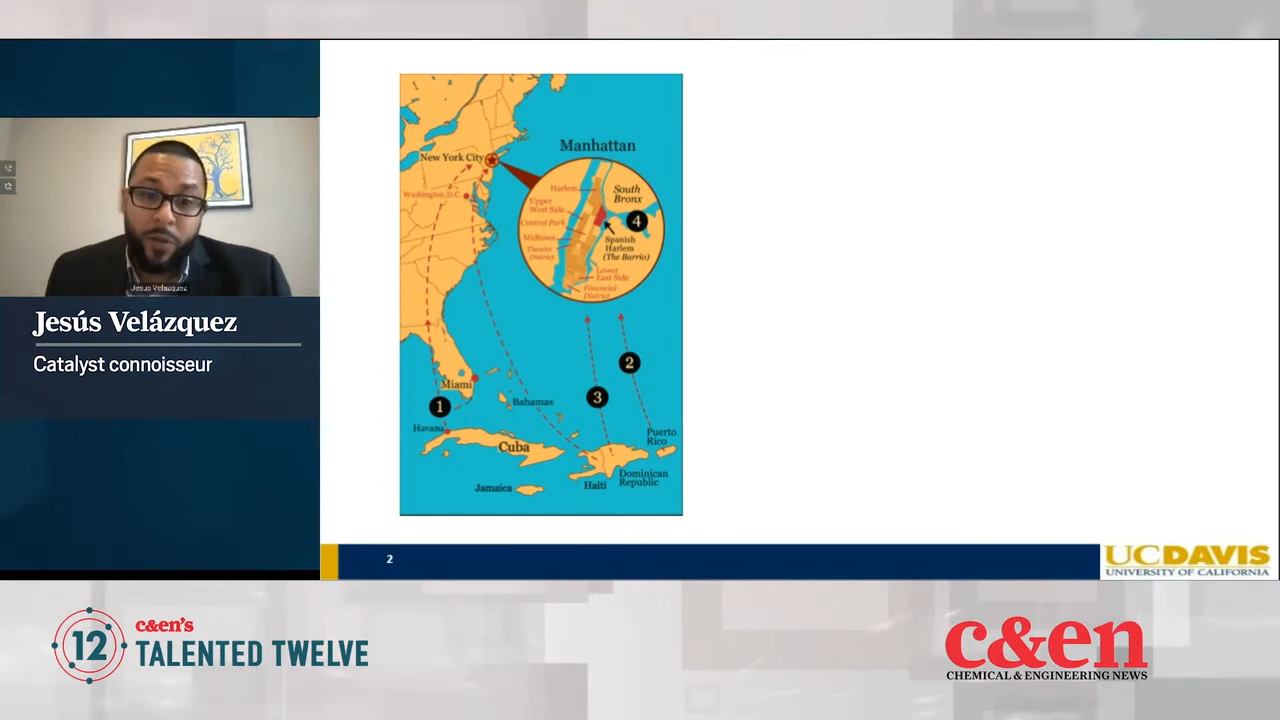 Jesus Velazquez
Jesús Velázquez
Catalyst connoisseur
Manhattan
New York City
Washington, D.C.
Harlem
Upper
West Side
Central Park
Midtown
Theater
District
South
Bronx
4
Spanish
Harlem
(The Barrio)
Lower
East Side
Financial
District
2
3
Miami
1
Bahamas
Havana
Cuba
Puerto
Rico
Dominican
Republic
Haiti
Jamaica
2
UCDAVIS
UNIVERSITY OF CALIFORNIA
12
c&en's
TALENTED TWELVE
c&en
CHEMICAL & ENGINEERING NEWS